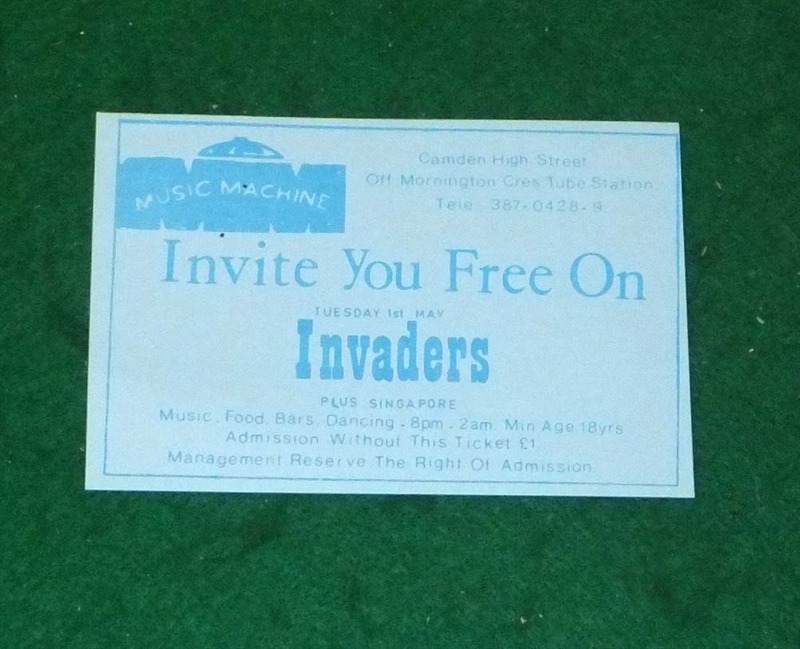 MUSIC MACHINE
Camden High Street
Off Mornington Cres Tube Station
Tele 387-0428-9
Invite You Free On
TUESDAY 1st MAY
Invaders
PLUS SINGAPORE
Music, Food, Bars, Dancing - 8pm - 2am. Min Age 18yrs
Admission Without This Ticket £1
Management Reserve The Right Of Admission